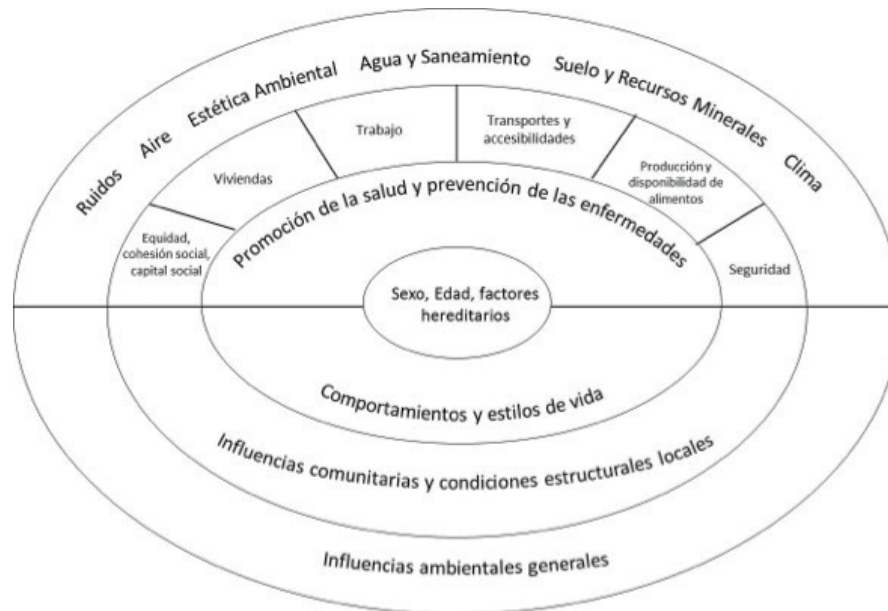 Ruidos Aire Estética Ambiental Agua y Saneamiento Suelo y Recursos Minerales Clima
Equidad,
cohesión social,
capital social
Viviendas
Trabajo
Transportes y
accesibilidades
Producción y
disponibilidad de
alimentos
Seguridad
Promoción de la salud y prevención de las enfermedades
Sexo, Edad, factores
hereditarios
Comportamientos y estilos de vida
Influencias comunitarias y condiciones estructurales locales
Influencias ambientales generales